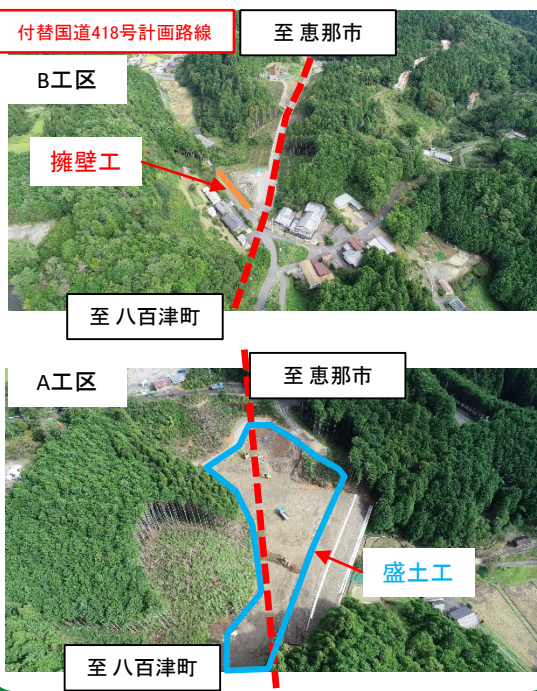 付替国道418号計画路線
至 恵那市
B工区
擁壁工
至 八百津町
A工区
至 恵那市
盛土工
至 八百津町